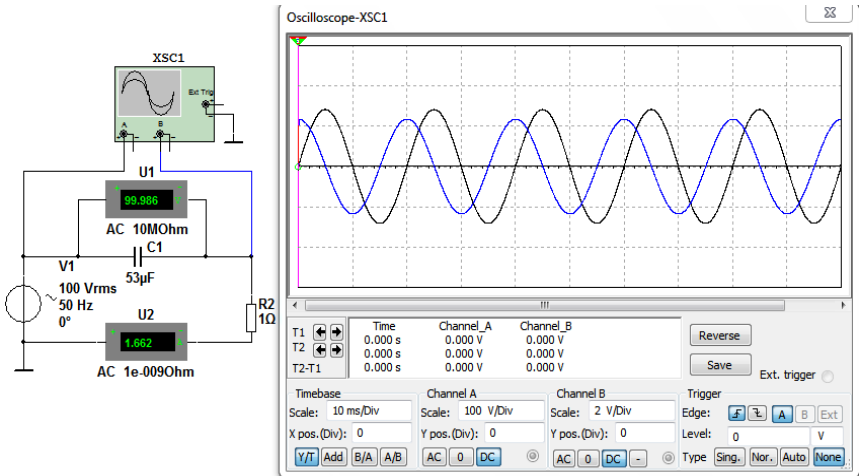 Oscilloscope-XSC1
XSC1
Ext Trig
A B
U1
99.986 V
AC 10MOhm
C1
53µF
V1
100 Vrms
50 Hz
0°
U2
1.662 A
AC 1e-009Ohm
R2
1Ω
Time Channel_A Channel_B
T1 0.000 s 0.000 V 0.000 V
T2 0.000 s 0.000 V 0.000 V
T2-T1 0.000 s 0.000 V 0.000 V
Reverse
Save
Ext. trigger
Timebase
Scale: 10 ms/Div
X pos.(Div): 0
Y/T Add B/A A/B
Channel A
Scale: 100 V/Div
Y pos.(Div): 0
AC 0 DC
Channel B
Scale: 2 V/Div
Y pos.(Div): 0
AC 0 DC -
Trigger
Edge: A B Ext
Level: 0 V
Type Sing. Nor. Auto None